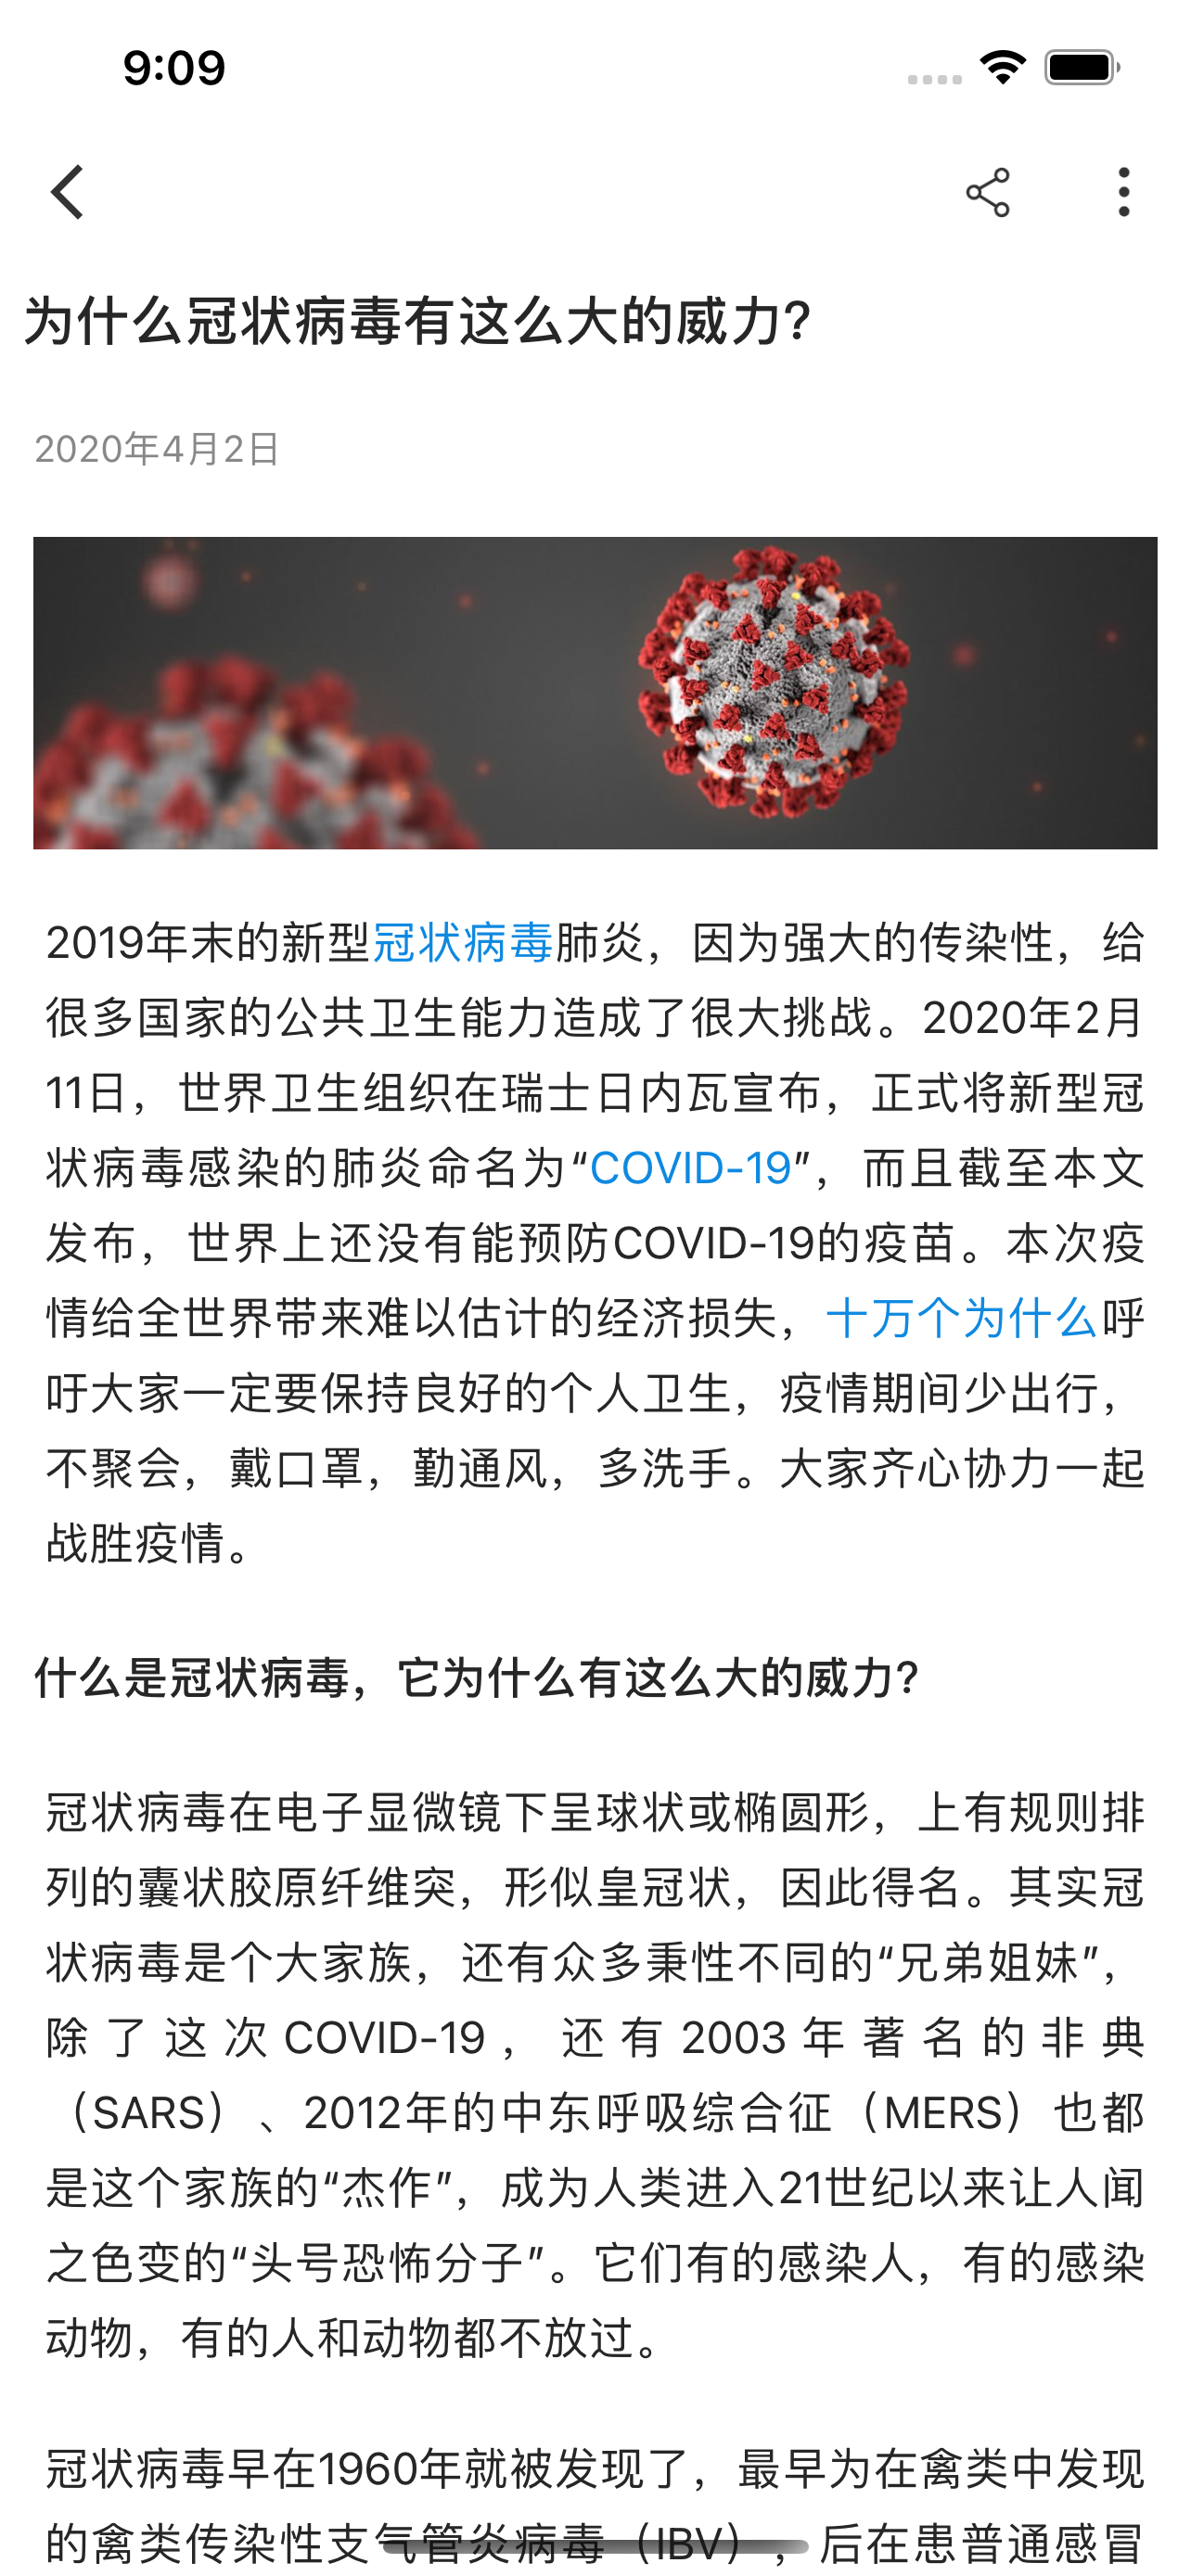 9:09
为什么冠状病毒有这么大的威力?
2020年4月2日
2019年末的新型冠状病毒肺炎，因为强大的传染性，给
很多国家的公共卫生能力造成了很大挑战。2020年2月
11日，世界卫生组织在瑞士日内瓦宣布，正式将新型冠
状病毒感染的肺炎命名为“COVID-19”，而且截至本文
发布，世界上还没有能预防COVID-19的疫苗。本次疫
情给全世界带来难以估计的经济损失，十万个为什么呼
吁大家一定要保持良好的个人卫生，疫情期间少出行，
不聚会，戴口罩，勤通风，多洗手。大家齐心协力一起
战胜疫情。
什么是冠状病毒，它为什么有这么大的威力?
冠状病毒在电子显微镜下呈球状或椭圆形，上有规则排
列的囊状胶原纤维突，形似皇冠状，因此得名。其实冠
状病毒是个大家族，还有众多秉性不同的“兄弟姐妹”，
除了这次COVID-19，还有2003年著名的非典
（SARS）、2012年的中东呼吸综合征（MERS）也都
是这个家族的“杰作”，成为人类进入21世纪以来让人闻
之色变的“头号恐怖分子”。它们有的感染人，有的感染
动物，有的人和动物都不放过。
冠状病毒早在1960年就被发现了，最早为在禽类中发现
的禽类传染性支气管炎病毒（IBV），后在患普通感冒